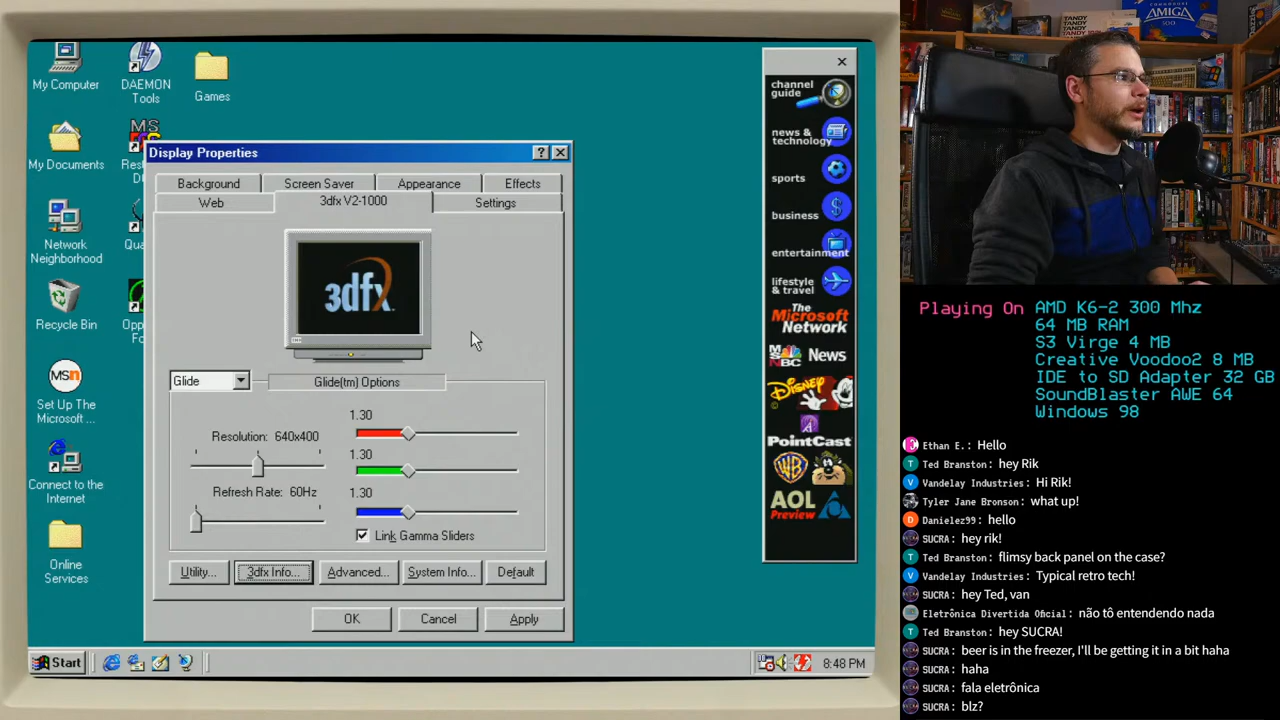 My Computer
DAEMON
Tools
Games
My Documents
MS
Network
Neighborhood
Recycle Bin
Set Up The
Microsoft ...
Connect to the
Internet
Online
Services
Display Properties
Background
Screen Saver
Appearance
Effects
Web
3dfx V2-1000
Settings
3dfx
Glide
Glide(tm) Options
Resolution: 640x400
Refresh Rate: 60Hz
1.30
1.30
1.30
Link Gamma Sliders
Utility...
3dfx Info...
Advanced...
System Info...
Default
OK
Cancel
Apply
channel
guide
news &
technology
sports
business
entertainment
lifestyle
& travel
The
Microsoft
Network
MSNBC News
Disney
PointCast
WB
AOL
Preview
Start
8:48 PM
TANDY
TANDY
AMIGA
500
Playing On
AMD K6-2 300 Mhz
64 MB RAM
S3 Virge 4 MB
Creative Voodoo2 8 MB
IDE to SD Adapter 32 GB
SoundBlaster AWE 64
Windows 98
Ethan E.: Hello
Ted Branston: hey Rik
Vandelay Industries: Hi Rik!
Tyler Jane Bronson: what up!
Danielez99: hello
SUCRA: hey rik!
Ted Branston: flimsy back panel on the case?
Vandelay Industries: Typical retro tech!
SUCRA: hey Ted, van
Eletrônica Divertida Oficial: não tô entendendo nada
Ted Branston: hey SUCRA!
SUCRA: beer is in the freezer, I'll be getting it in a bit haha
SUCRA: haha
SUCRA: fala eletrônica
SUCRA: blz?